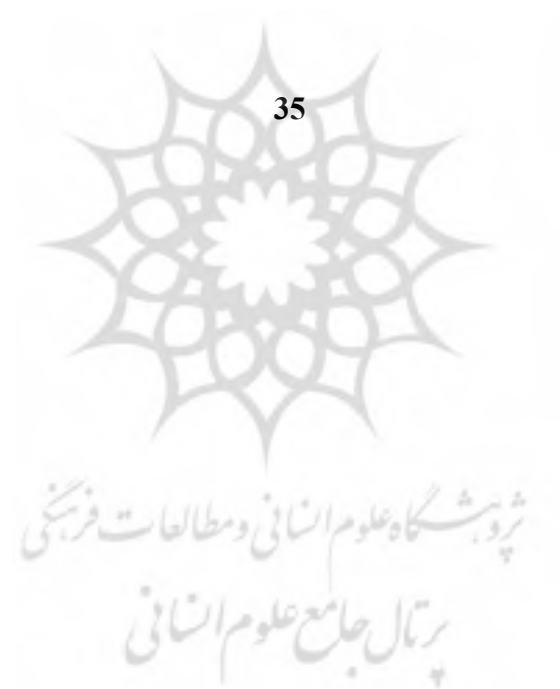 35
پژوهشگاه علوم انسانی و مطالعات فرهنگی
پرتال جامع علوم انسانی